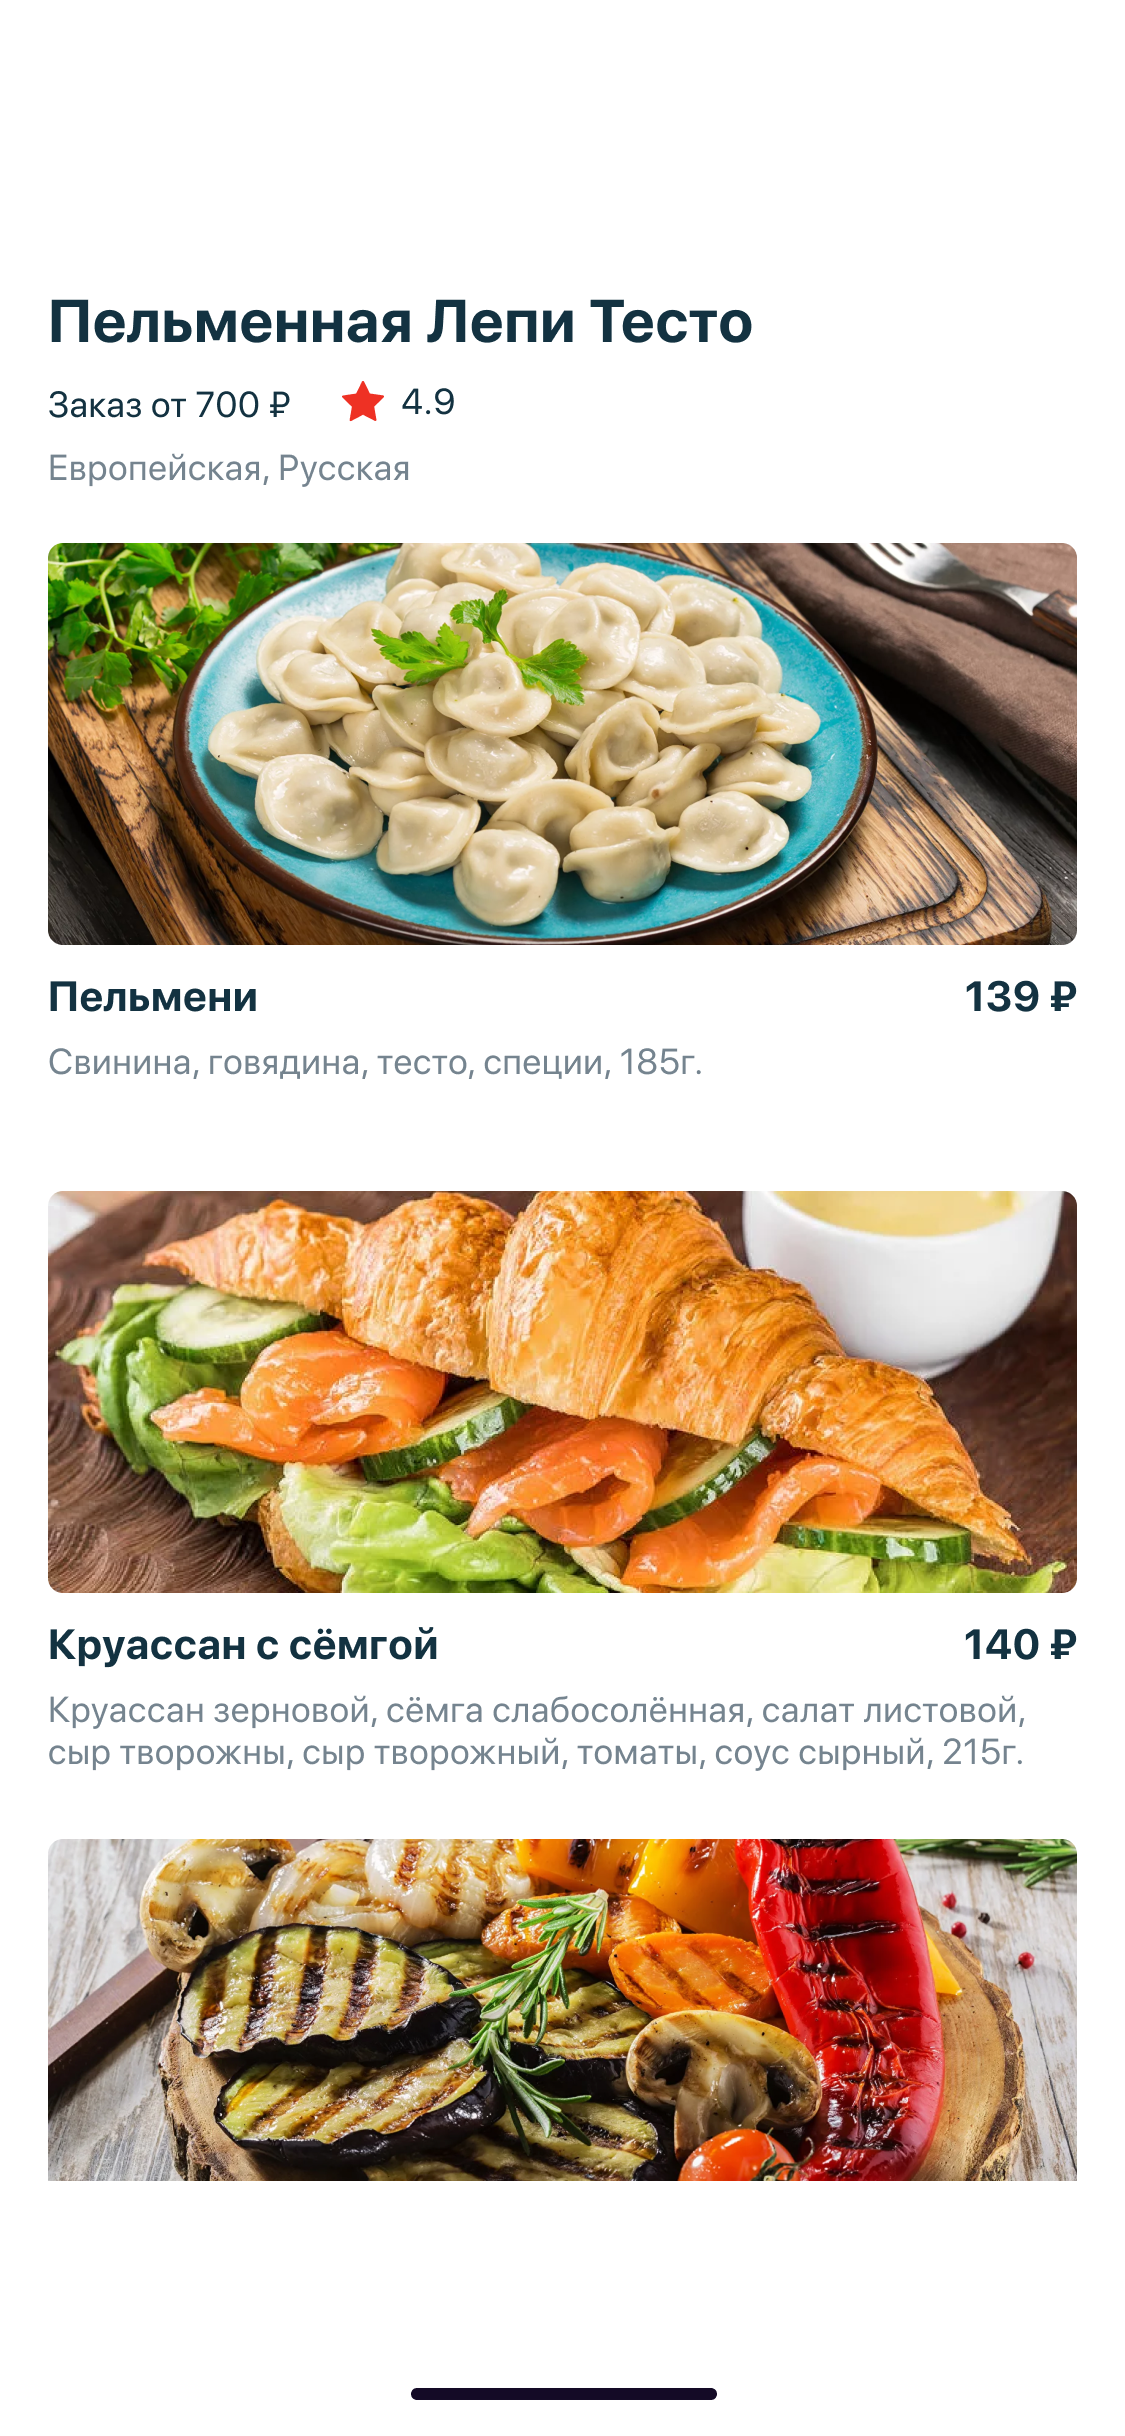 Пельменная Лепи Тесто
Заказ от 700 ₽ 4.9
Европейская, Русская
Пельмени 139 ₽
Свинина, говядина, тесто, специи, 185г.
Круассан с сёмгой 140 ₽
Круассан зерновой, сёмга слабосолённая, салат листовой,
сыр творожны, сыр творожный, томаты, соус сырный, 215г.